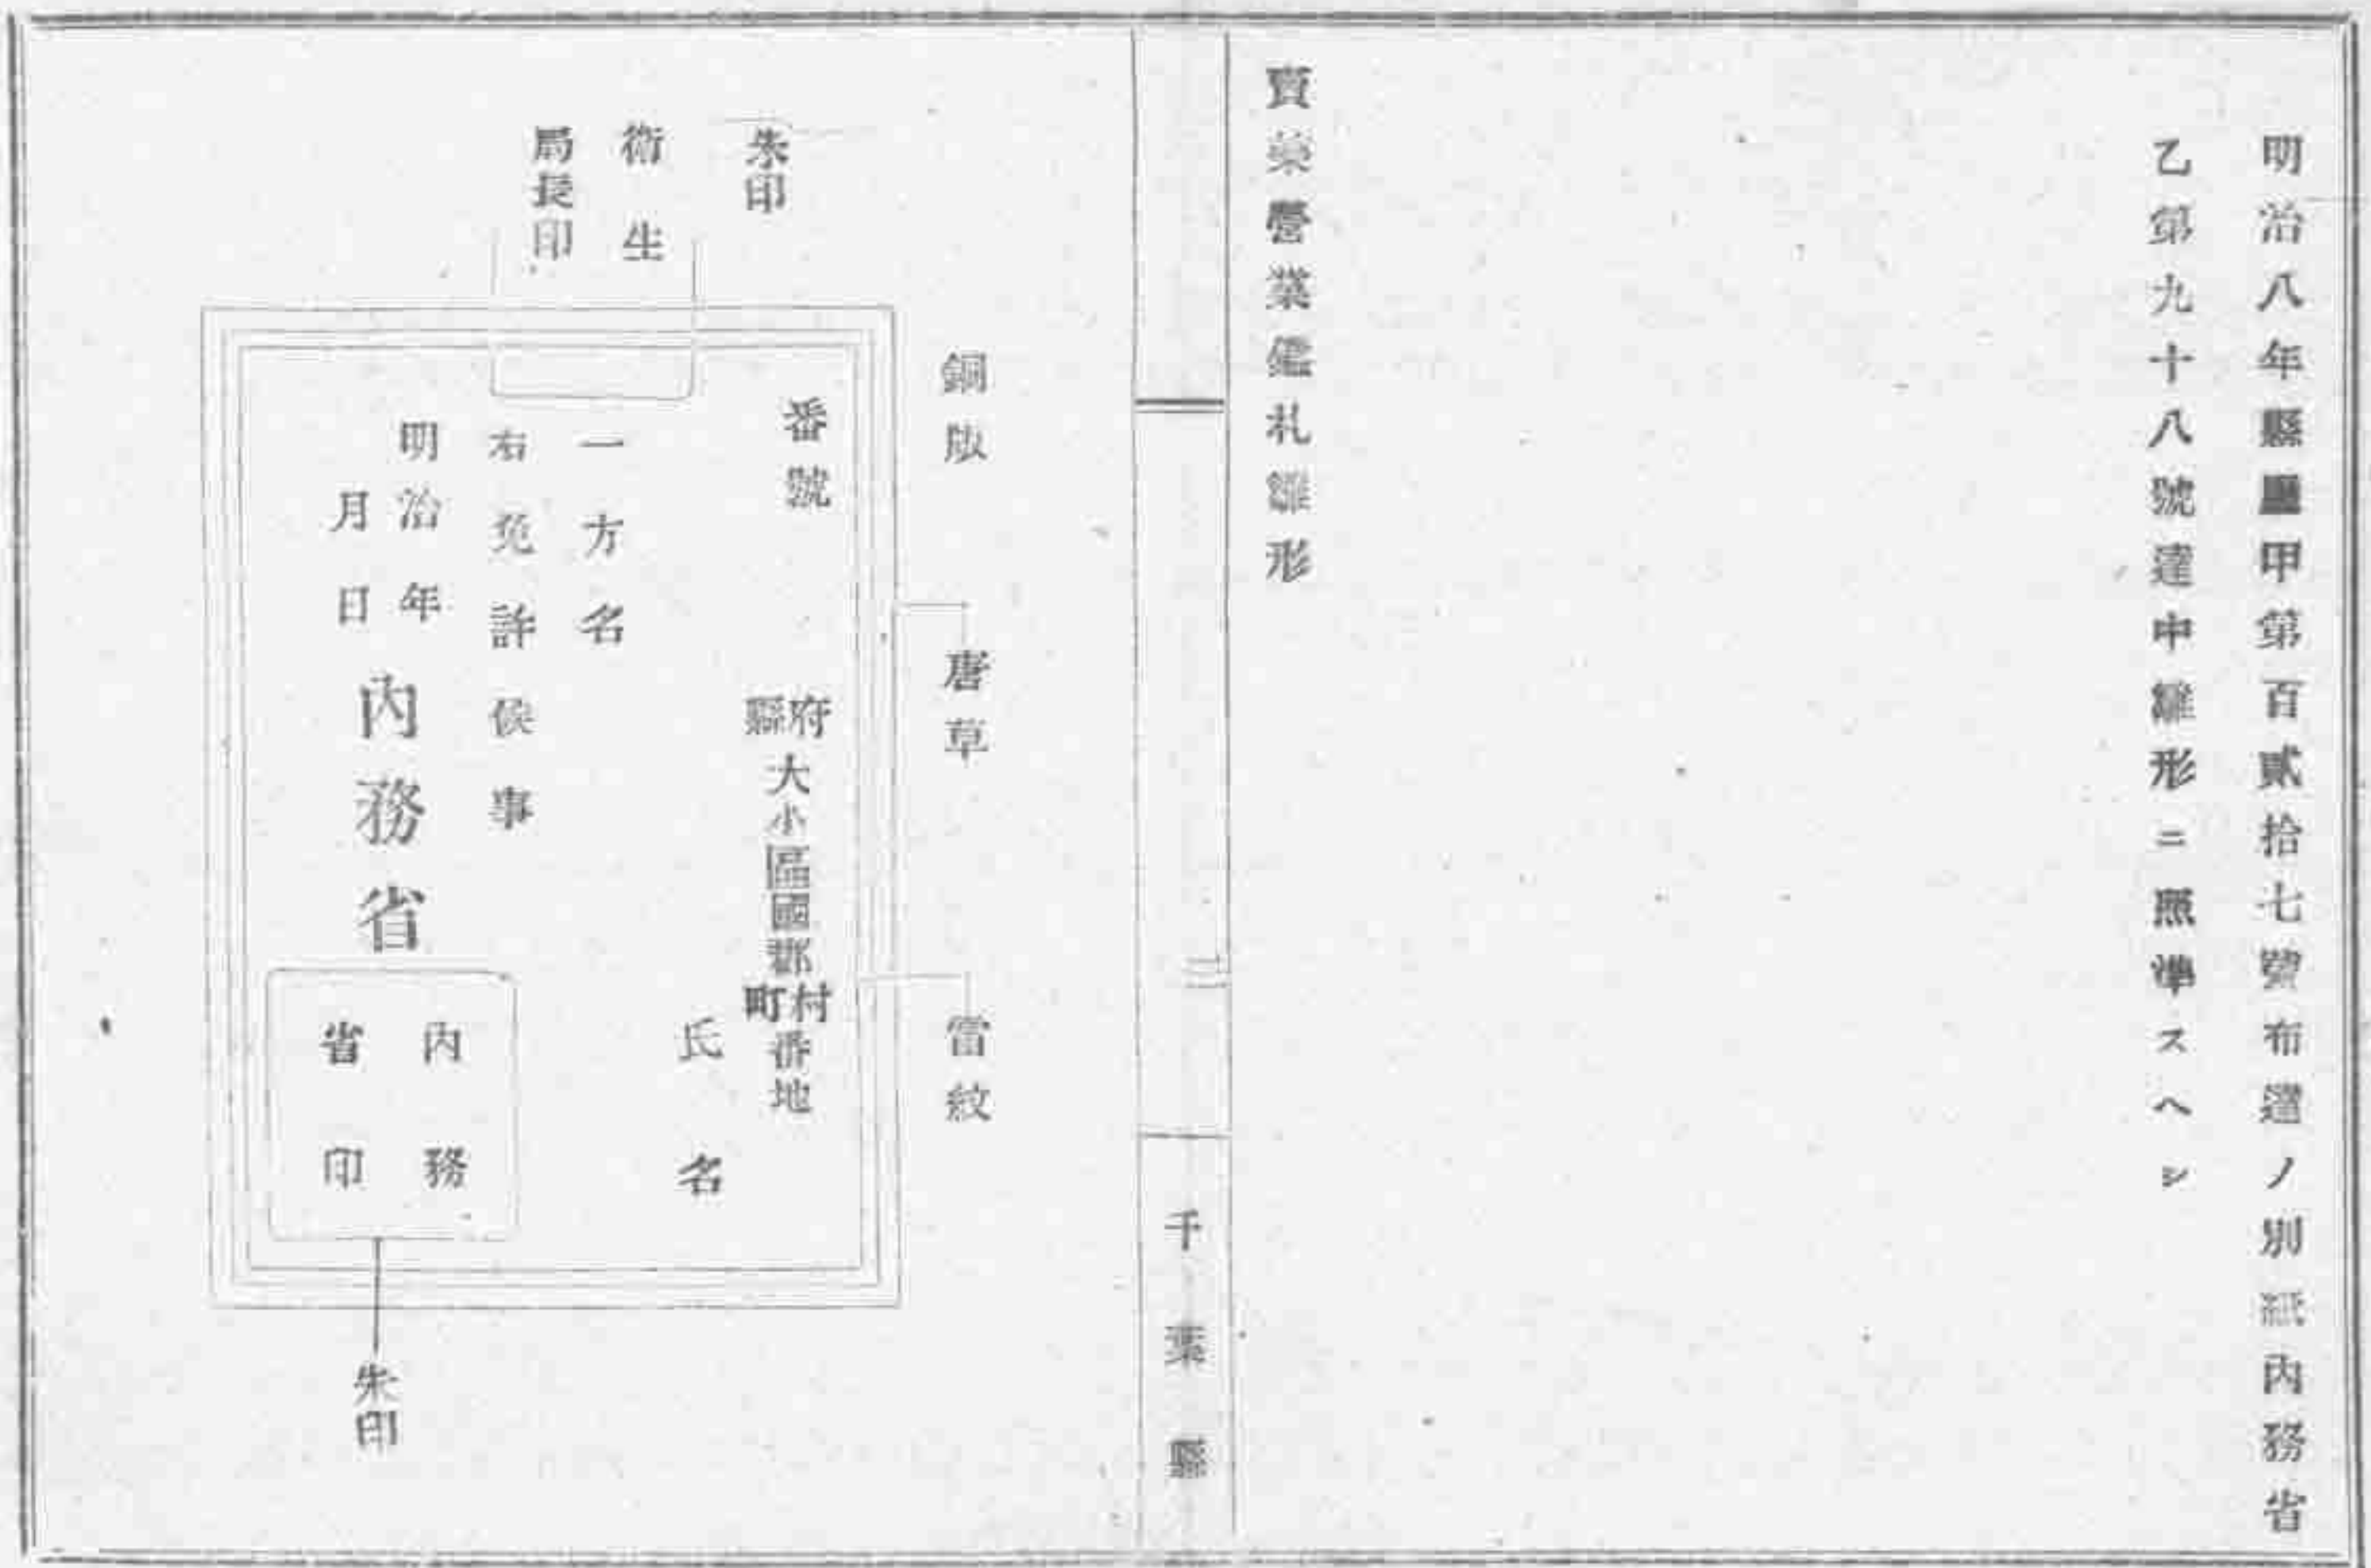 明治八年縣廳甲第百貳拾七號布達ノ別紙內務省
乙第九十八號達中雛形ニ照準スヘシ
賣藥營業鑑札雛形
千葉縣
銅版
唐草
雷紋
朱印
衛生
局長印
番號
府縣大小區國郡村町番地
氏名
一方名
右免許候事
明治年
月日
內務省
內務
省印
朱印